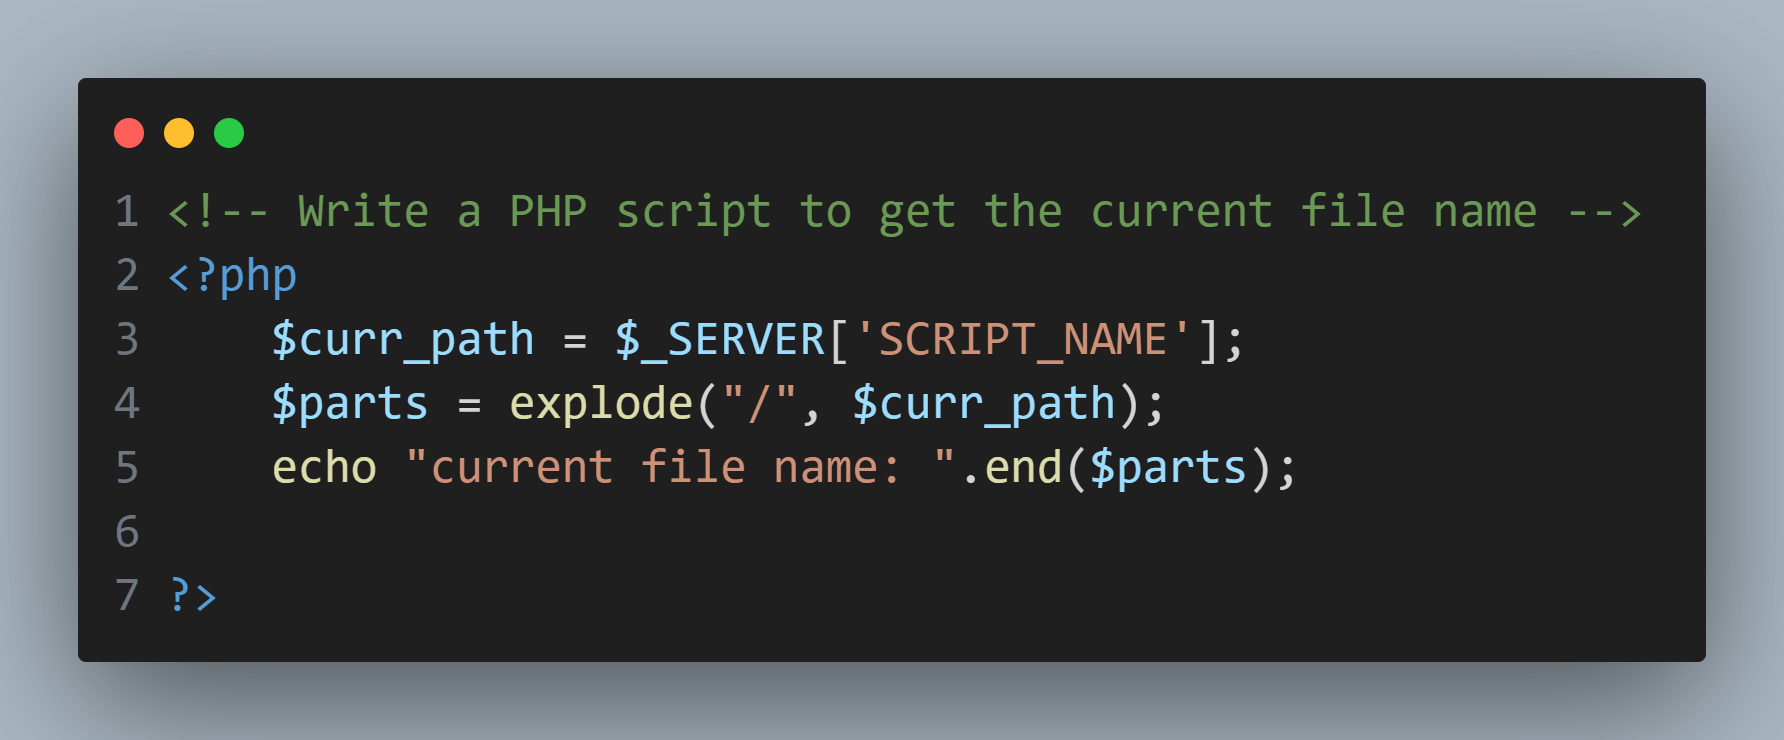 1 <!-- Write a PHP script to get the current file name -->
2 <?php
3     $curr_path = $_SERVER['SCRIPT_NAME'];
4     $parts = explode("/", $curr_path);
5     echo "current file name: ".end($parts);
6
7 ?>